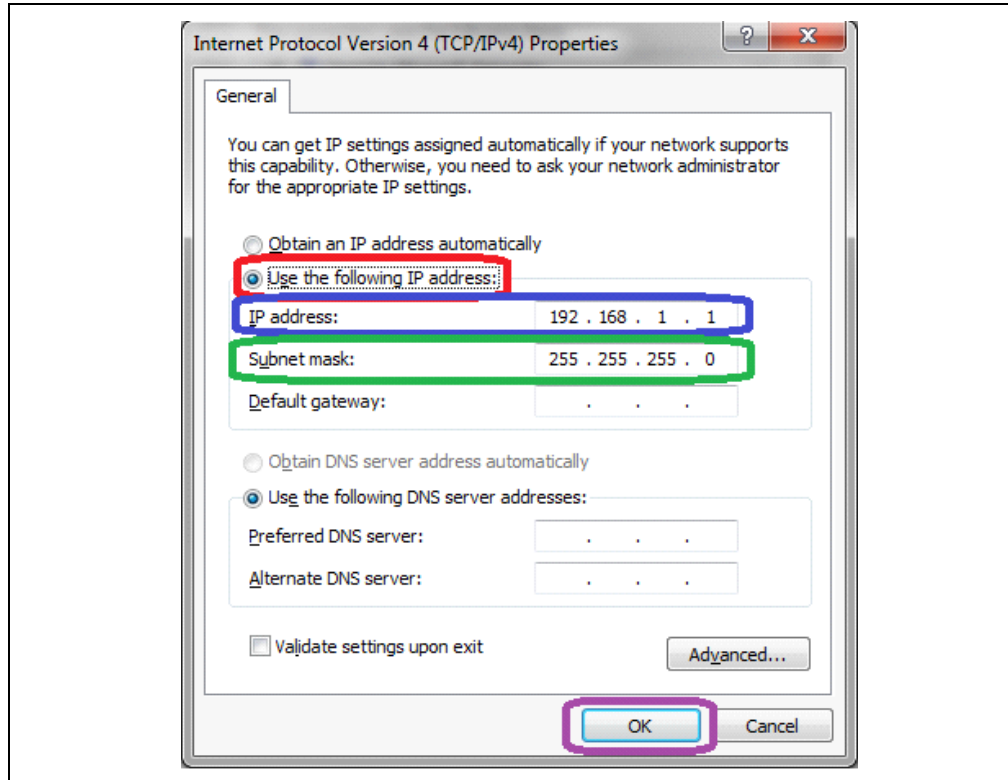 Internet Protocol Version 4 (TCP/IPv4) Properties
General
You can get IP settings assigned automatically if your network supports
this capability. Otherwise, you need to ask your network administrator
for the appropriate IP settings.
Obtain an IP address automatically
Use the following IP address:
IP address: 192 . 168 . 1 . 1
Subnet mask: 255 . 255 . 255 . 0
Default gateway: . . .
Obtain DNS server address automatically
Use the following DNS server addresses:
Preferred DNS server: . . .
Alternate DNS server: . . .
Validate settings upon exit
Advanced...
OK Cancel